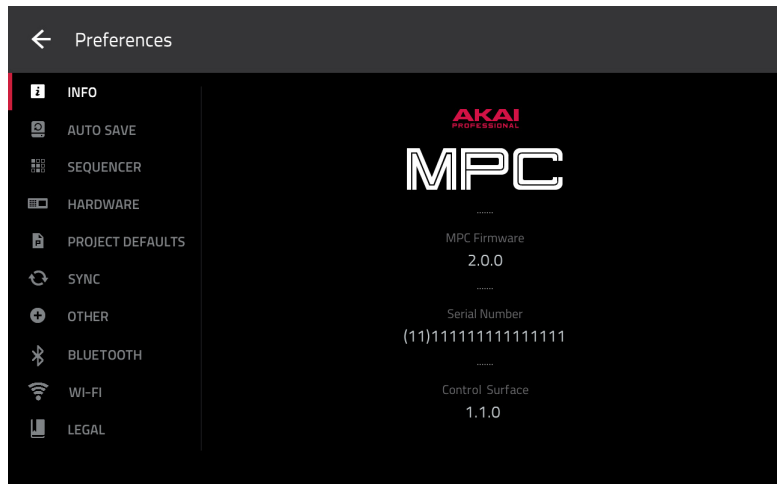 Preferences
INFO
AUTO SAVE
SEQUENCER
HARDWARE
PROJECT DEFAULTS
SYNC
OTHER
BLUETOOTH
WI-FI
LEGAL
AKAI
PROFESSIONAL
MPC
.......
MPC Firmware
2.0.0
.......
Serial Number
(11)111111111111111
.......
Control Surface
1.1.0